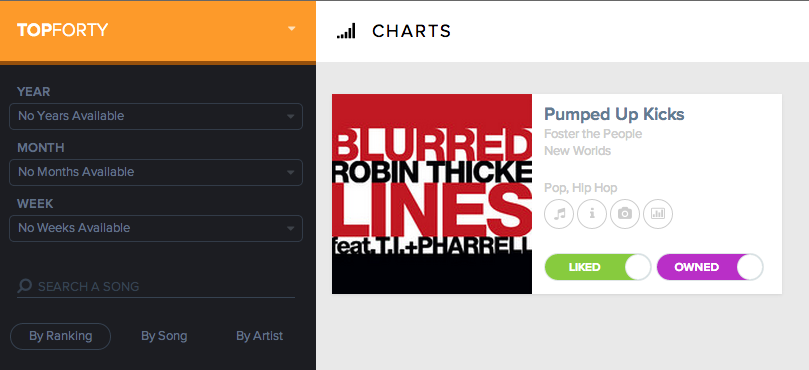 TOPFORTY
CHARTS
YEAR
No Years Available
MONTH
No Months Available
WEEK
No Weeks Available
SEARCH A SONG
By Ranking
By Song
By Artist
BLURRED
ROBIN THICKE
LINES
feat.T.I.+PHARRELL
Pumped Up Kicks
Foster the People
New Worlds
Pop, Hip Hop
LIKED
OWNED